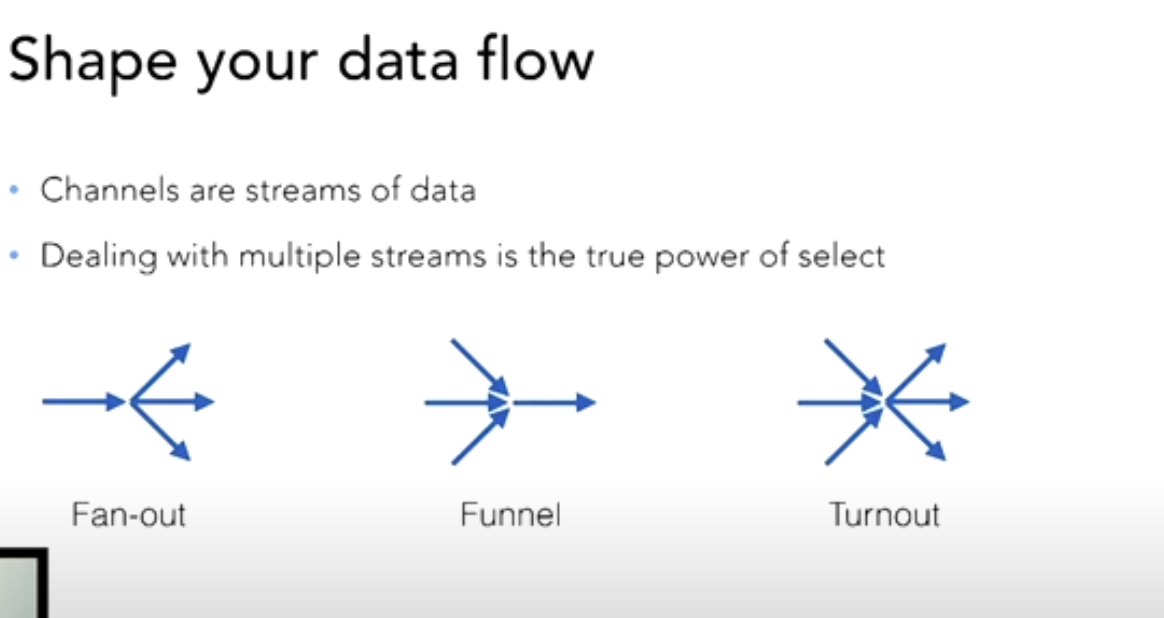 Shape your data flow
• Channels are streams of data
• Dealing with multiple streams is the true power of select
Fan-out
Funnel
Turnout